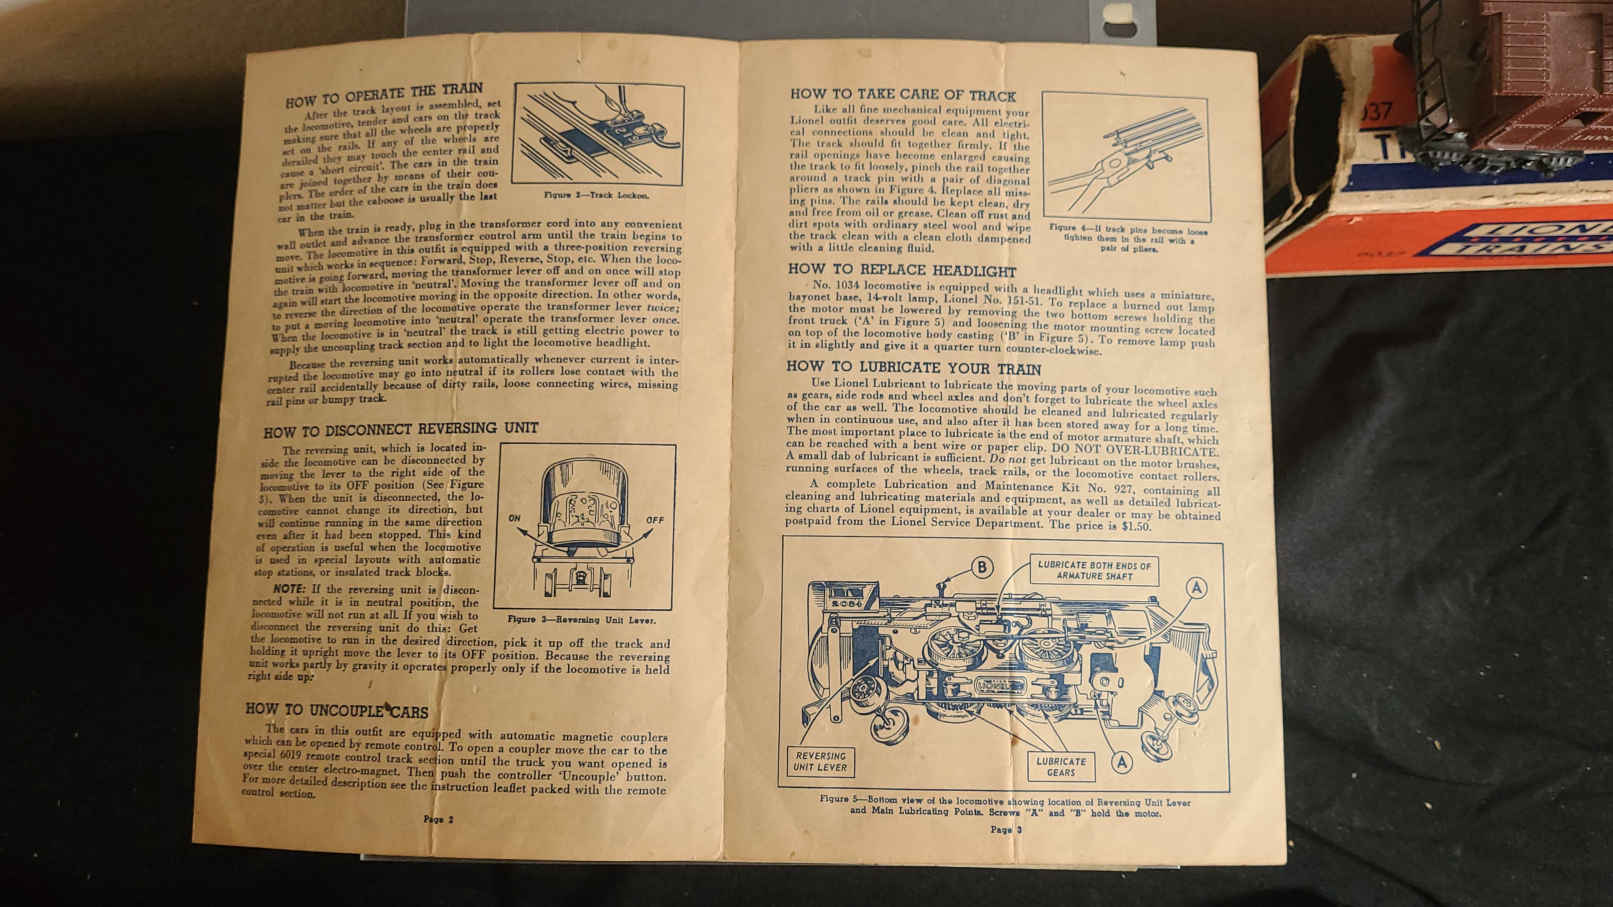 HOW TO OPERATE THE TRAIN
After the track layout is assembled, set
the locomotive, tender and cars on the track
making sure that all the wheels are properly
set on the rails. If any of the wheels are
derailed they may touch the center rail and
cause a 'short circuit'. The cars in the train
are joined together by means of their cou-
plers. The order of the cars in the train does
not matter but the caboose is usually the last
car in the train.
Figure 2—Track Lockon.
When the train is ready, plug in the transformer cord into any convenient
wall outlet and advance the transformer control arm until the train begins to
move. The locomotive in this outfit is equipped with a three-position reversing
unit which works in sequence: Forward, Stop, Reverse, Stop, etc. When the loco-
motive is going forward, moving the transformer lever off and on once will stop
the train with locomotive in 'neutral'. Moving the transformer lever off and on
again will start the locomotive moving in the opposite direction. In other words,
to reverse the direction of the locomotive operate the transformer lever twice;
to put a moving locomotive into 'neutral' operate the transformer lever once.
When the locomotive is in 'neutral' the track is still getting electric power to
supply the uncoupling track section and to light the locomotive headlight.
Because the reversing unit works automatically whenever current is inter-
rupted the locomotive may go into neutral if its rollers lose contact with the
center rail accidentally because of dirty rails, loose connecting wires, missing
rail pins or bumpy track.
HOW TO DISCONNECT REVERSING UNIT
The reversing unit, which is located in-
side the locomotive can be disconnected by
moving the lever to the right side of the
locomotive to its OFF position (See Figure
3). When the unit is disconnected, the lo-
comotive cannot change its direction, but
will continue running in the same direction
even after it had been stopped. This kind
of operation is useful when the locomotive
is used in special layouts with automatic
stop stations, or insulated track blocks.
NOTE: If the reversing unit is discon-
nected while it is in neutral position, the
locomotive will not run at all. If you wish to
disconnect the reversing unit do this: Get
the locomotive to run in the desired direction, pick it up off the track and
holding it upright move the lever to its OFF position. Because the reversing
unit works partly by gravity it operates properly only if the locomotive is held
right side up.
ON
OFF
Figure 3—Reversing Unit Lever.
HOW TO UNCOUPLE CARS
The cars in this outfit are equipped with automatic magnetic couplers
which can be opened by remote control. To open a coupler move the car to the
special 6019 remote control track section until the truck you want opened is
over the center electro-magnet. Then push the controller 'Uncouple' button.
For more detailed description see the instruction leaflet packed with the remote
control section.
Page 2
HOW TO TAKE CARE OF TRACK
Like all fine mechanical equipment your
Lionel outfit deserves good care. All electri-
cal connections should be clean and tight.
The track should fit together firmly. If the
rail openings have become enlarged causing
the track to fit loosely, pinch the rail together
around a track pin with a pair of diagonal
pliers as shown in Figure 4. Replace all miss-
ing pins. The rails should be kept clean, dry
and free from oil or grease. Clean off rust and
dirt spots with ordinary steel wool and wipe
the track clean with a clean cloth dampened
with a little cleaning fluid.
Figure 4—If track pins become loose
tighten them in the rail with a
pair of pliers.
HOW TO REPLACE HEADLIGHT
No. 1034 locomotive is equipped with a headlight which uses a miniature,
bayonet base, 14-volt lamp, Lionel No. 151-51. To replace a burned out lamp
the motor must be lowered by removing the two bottom screws holding the
front truck ('A' in Figure 5) and loosening the motor mounting screw located
on top of the locomotive body casting ('B' in Figure 5). To remove lamp push
it in slightly and give it a quarter turn counter-clockwise.
HOW TO LUBRICATE YOUR TRAIN
Use Lionel Lubricant to lubricate the moving parts of your locomotive such
as gears, side rods and wheel axles and don't forget to lubricate the wheel axles
of the car as well. The locomotive should be cleaned and lubricated regularly
when in continuous use, and also after it has been stored away for a long time.
The most important place to lubricate is the end of motor armature shaft, which
can be reached with a bent wire or paper clip. DO NOT OVER-LUBRICATE.
A small dab of lubricant is sufficient. Do not get lubricant on the motor brushes,
running surfaces of the wheels, track rails, or the locomotive contact rollers.
A complete Lubrication and Maintenance Kit No. 927, containing all
cleaning and lubricating materials and equipment, as well as detailed lubricat-
ing charts of Lionel equipment, is available at your dealer or may be obtained
postpaid from the Lionel Service Department. The price is $1.50.
B
LUBRICATE BOTH ENDS OF
ARMATURE SHAFT
A
LIONEL
REVERSING
UNIT LEVER
LUBRICATE
GEARS
A
Figure 5—Bottom view of the locomotive showing location of Reversing Unit Lever
and Main Lubricating Points. Screws "A" and "B" hold the motor.
Page 3
037
LIONEL
TRAINS